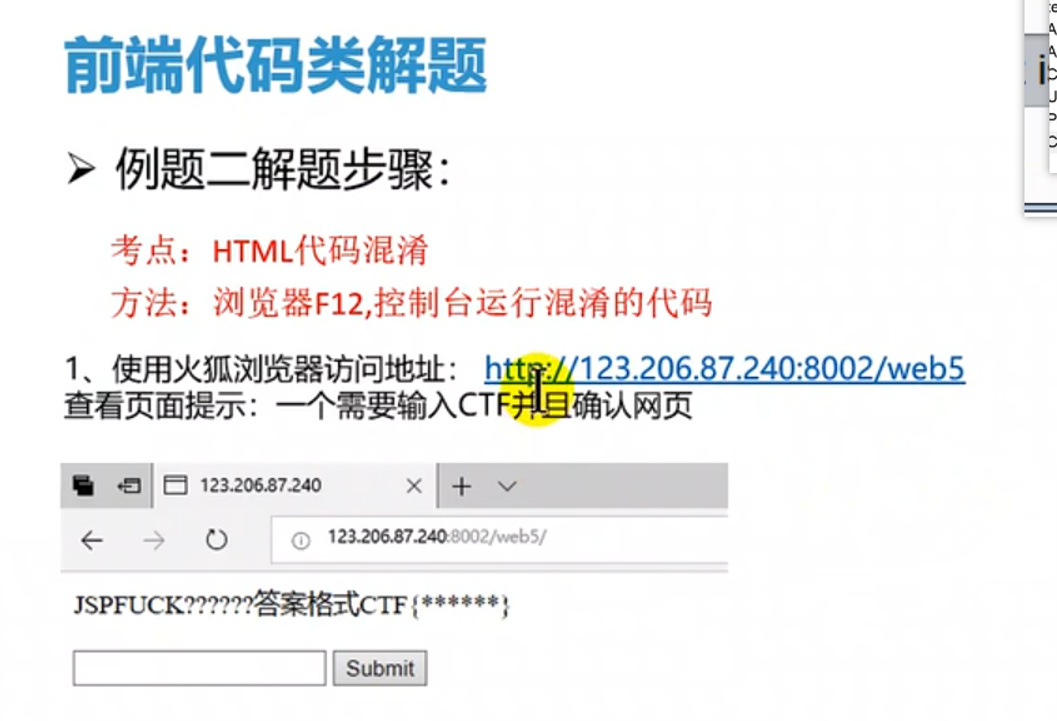 前端代码类解题
➢ 例题二解题步骤：
考点：HTML代码混淆
方法：浏览器F12,控制台运行混淆的代码
1、使用火狐浏览器访问地址： http://123.206.87.240:8002/web5
查看页面提示：一个需要输入CTF并且确认网页
123.206.87.240
123.206.87.240:8002/web5/
JSPFUCK??????答案格式CTF{******}
Submit